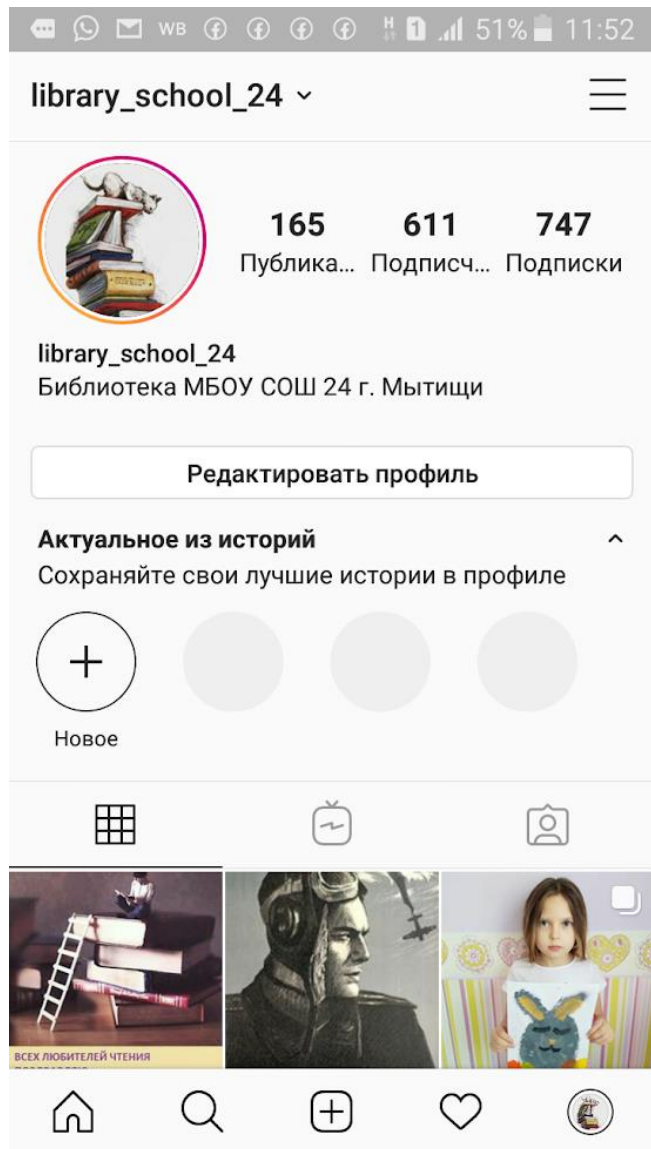 WB H 1 51% 11:52
library_school_24
165 611 747
Публика... Подписч... Подписки
library_school_24
Библиотека МБОУ СОШ 24 г. Мытищи
Редактировать профиль
Актуальное из историй
Сохраняйте свои лучшие истории в профиле
Новое
ВСЕХ ЛЮБИТЕЛЕЙ ЧТЕНИЯ